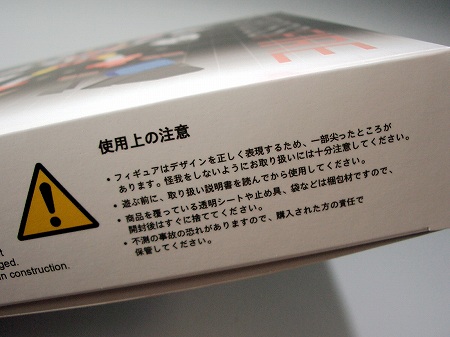 使用上の注意
・フィギュアはデザインを正しく表現するため、一部尖ったところが
あります。怪我をしないようにお取り扱いには十分注意してください。
・遊ぶ前に、取り扱い説明書を読んでから使用してください。
・商品を覆っている透明シートや止め具、袋などは梱包材ですので、
開封後はすぐに捨ててください。
・不測の事故の恐れがありますので、購入された方の責任で
保管してください。
ged.
n construction.